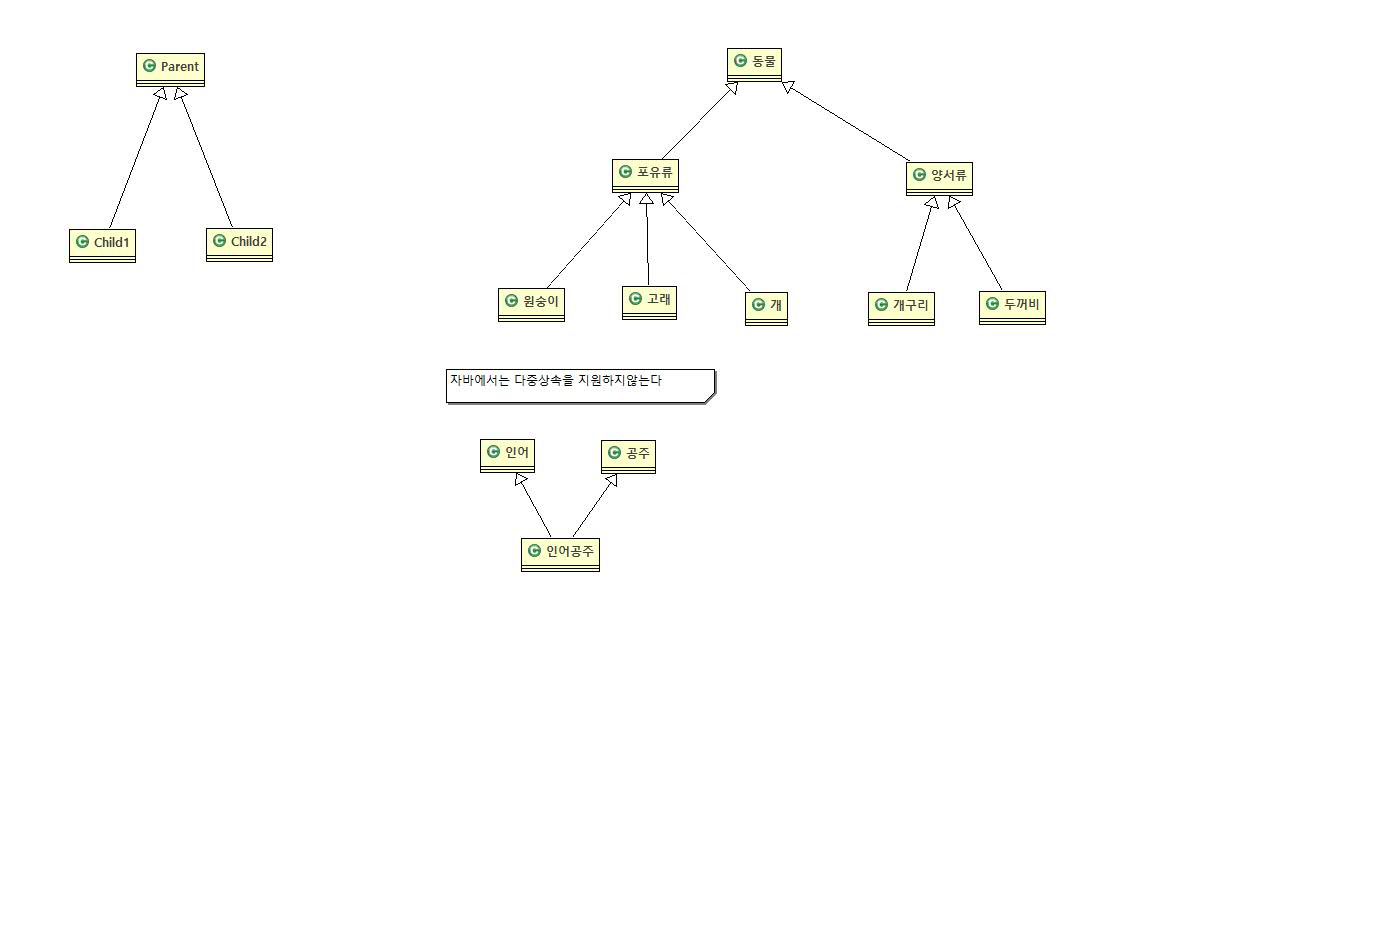 Parent
Child1
Child2
동물
포유류
양서류
원숭이
고래
개
개구리
두꺼비
자바에서는 다중상속을 지원하지않는다
인어
공주
인어공주